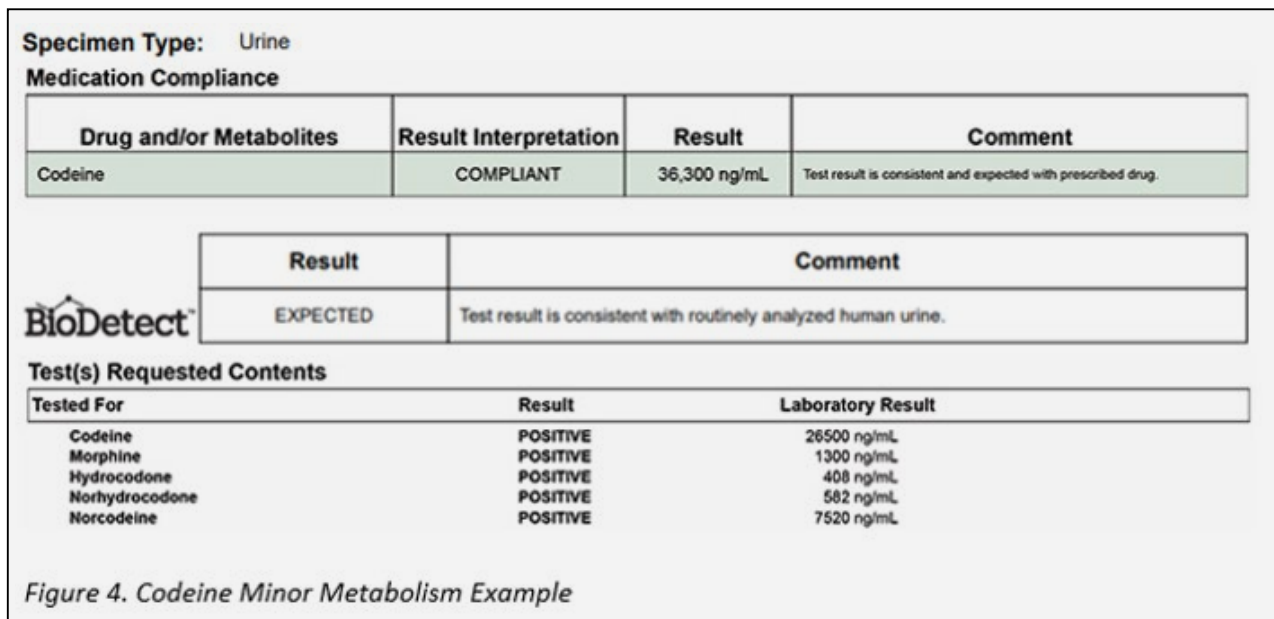 Specimen Type: Urine
Medication Compliance
Drug and/or Metabolites Result Interpretation Result Comment
Codeine COMPLIANT 36,300 ng/mL Test result is consistent and expected with prescribed drug.
Result Comment
BioDetect™ EXPECTED Test result is consistent with routinely analyzed human urine.
Test(s) Requested Contents
Tested For Result Laboratory Result
Codeine POSITIVE 26500 ng/mL
Morphine POSITIVE 1300 ng/mL
Hydrocodone POSITIVE 408 ng/mL
Norhydrocodone POSITIVE 582 ng/mL
Norcodeine POSITIVE 7520 ng/mL
Figure 4. Codeine Minor Metabolism Example